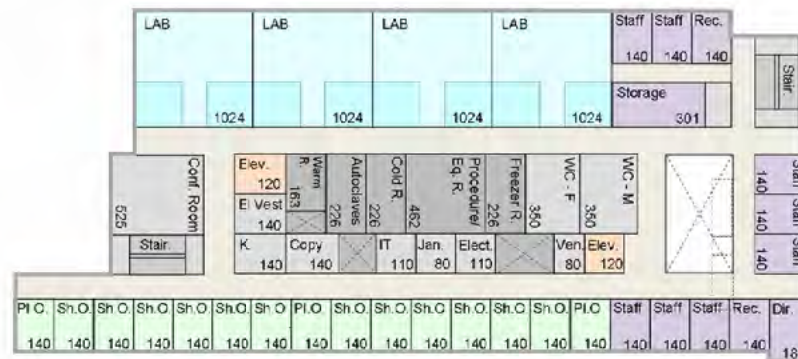 LAB LAB LAB LAB Staff Staff Rec.
140 140 140
Stair.
Storage
1024 1024 1024 1024 301
Elev.
120
Warm R.
163
Autoclaves
226
Cold R.
226
Procedure/
Eq. R.
462
Freezer R.
226
WC - F
350
WC - M
350
Conf. Room
525
El Vest
140
Staff
140
Staff
140
Staff
140
Stair.
K. Copy IT Jan. Elect. Ven. Elev.
140 140 110 80 110 80 120
Pl O. Sh.O. Sh.O. Sh.O. Sh.O. Sh.O. Sh O Pl.O. Sh.O. Sh.O. Sh.O Sh.O Sh.O. Sh.O. Pl.O Staff Staff Staff Rec. Dir.
140 140 140 140 140 140 140 140 140 140 140 140 140 140 140 140 140 140 140